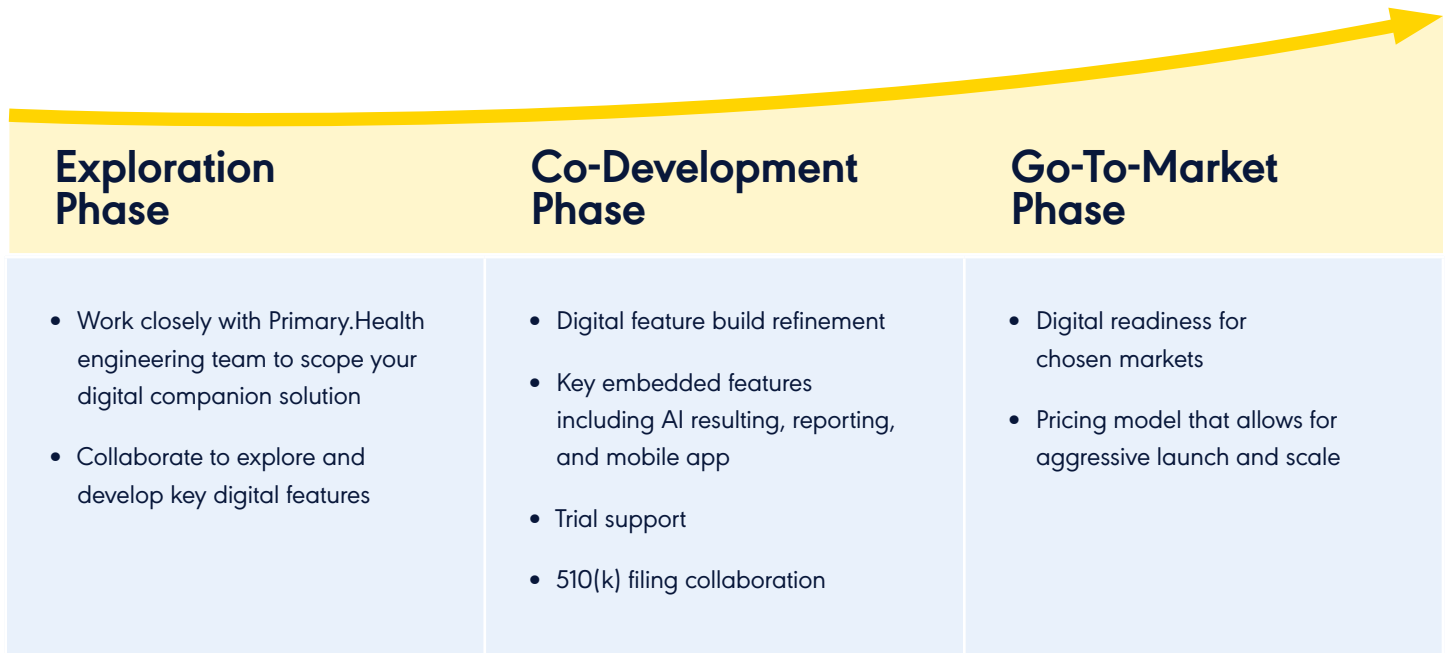 Exploration
Phase
Co-Development
Phase
Go-To-Market
Phase
• Work closely with Primary.Health
engineering team to scope your
digital companion solution
• Collaborate to explore and
develop key digital features
• Digital feature build refinement
• Key embedded features
including AI resulting, reporting,
and mobile app
• Trial support
• 510(k) filing collaboration
• Digital readiness for
chosen markets
• Pricing model that allows for
aggressive launch and scale